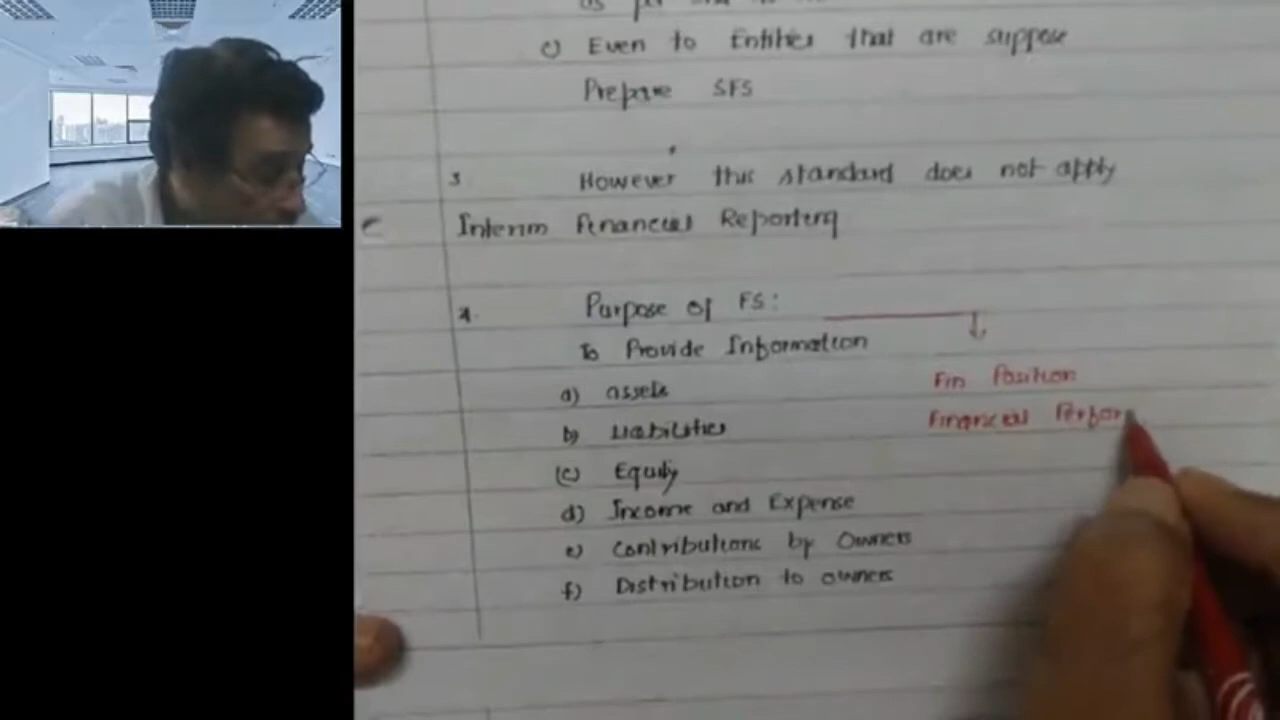 c) Even to Entities that are suppose
Prepare SFS
3 However this standard does not apply
Interim Financial Reporting
4. Purpose of FS:
To Provide Information
a) assets
b) Liabilities
(c) Equity
d) Income and Expense
e) Contributions by Owners
f) Distribution to owners
Fin Position
Financial Perfor